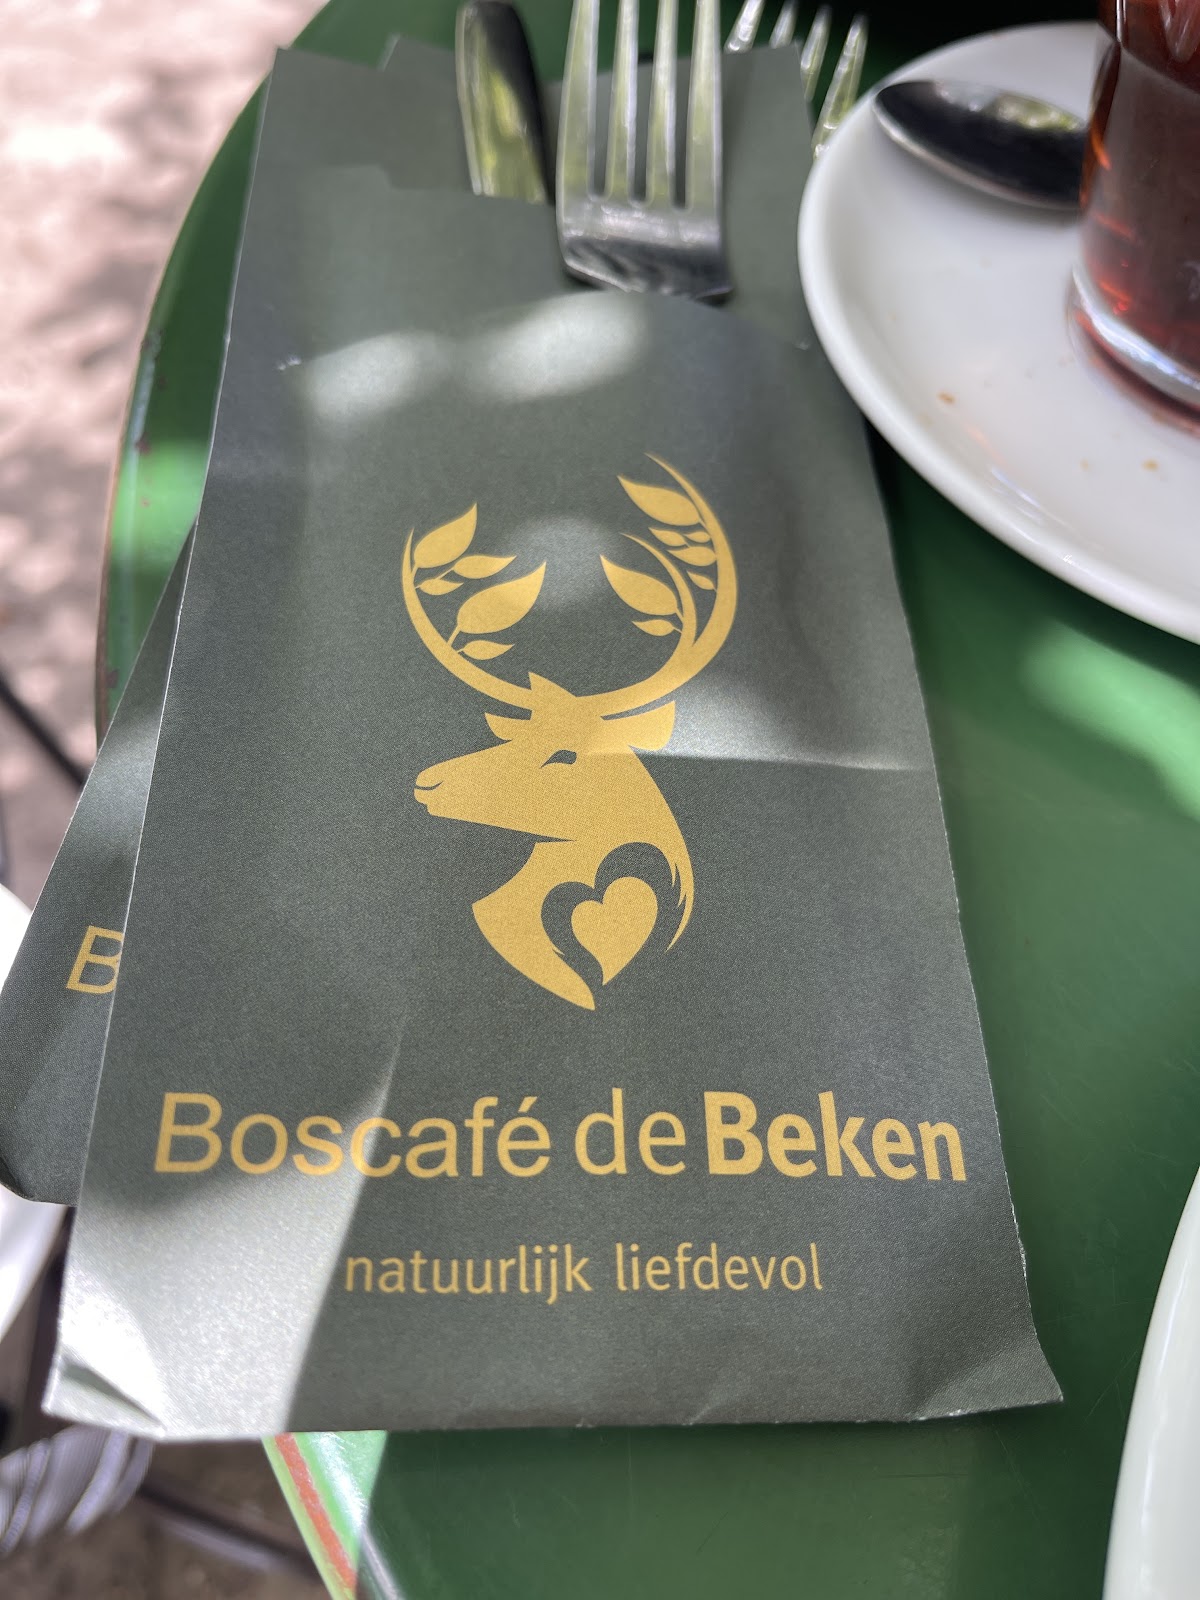 Boscafé de Beken
natuurlijk liefdevol
B